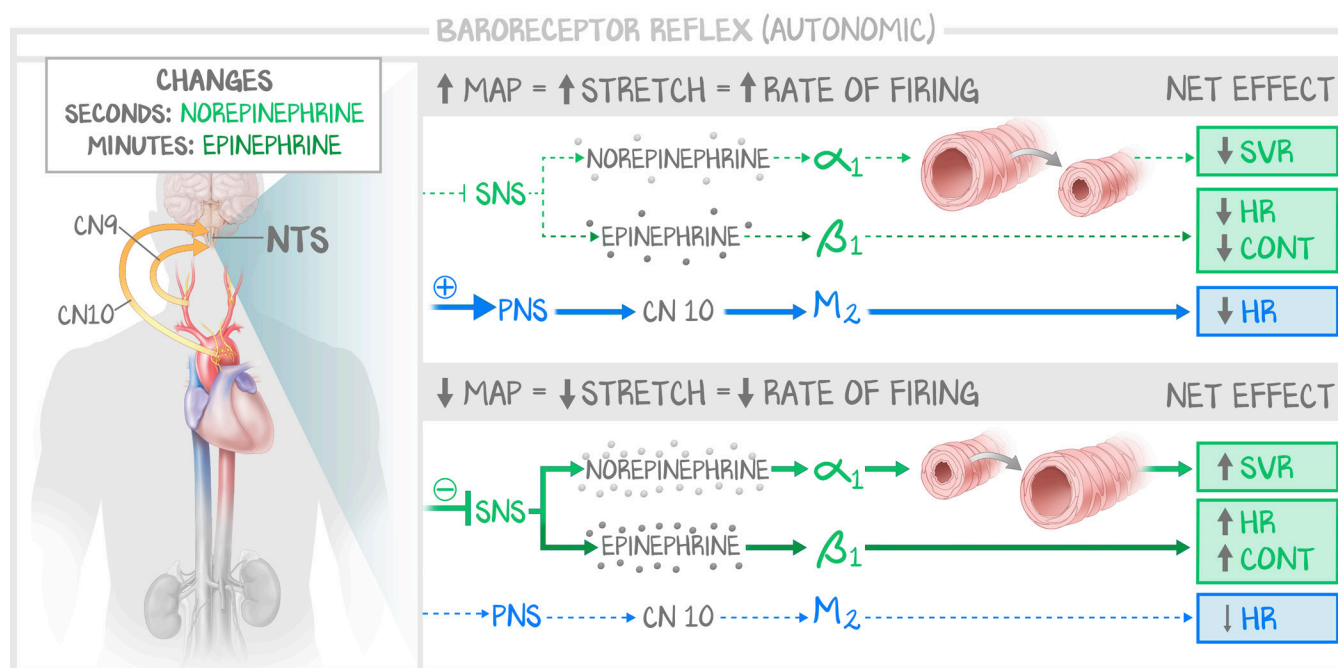 BARORECEPTOR REFLEX (AUTONOMIC)
CHANGES
SECONDS: NOREPINEPHRINE
MINUTES: EPINEPHRINE
CN9
NTS
CN10
↑ MAP = ↑ STRETCH = ↑ RATE OF FIRING
NET EFFECT
NOREPINEPHRINE
α1
↓ SVR
SNS
EPINEPHRINE
β1
↓ HR
↓ CONT
⊕
PNS
CN 10
M2
↓ HR
↓ MAP = ↓ STRETCH = ↓ RATE OF FIRING
NET EFFECT
NOREPINEPHRINE
α1
↑ SVR
⊖
SNS
EPINEPHRINE
β1
↑ HR
↑ CONT
PNS
CN 10
M2
↓ HR